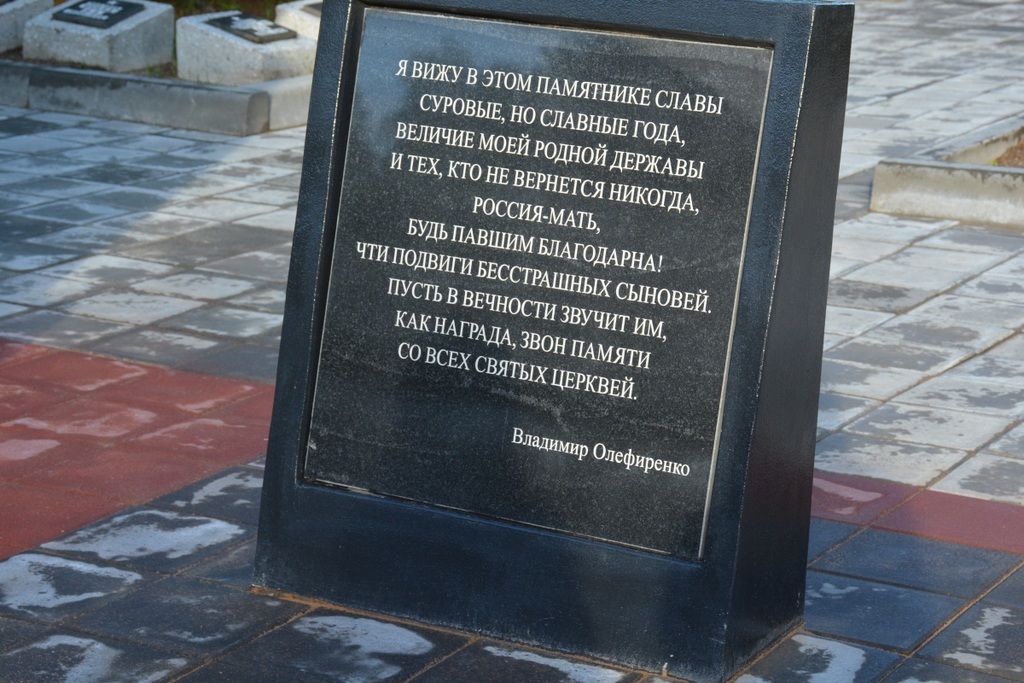 Я ВИЖУ В ЭТОМ ПАМЯТНИКЕ СЛАВЫ
СУРОВЫЕ, НО СЛАВНЫЕ ГОДА,
ВЕЛИЧИЕ МОЕЙ РОДНОЙ ДЕРЖАВЫ
И ТЕХ, КТО НЕ ВЕРНЕТСЯ НИКОГДА,
РОССИЯ-МАТЬ,
БУДЬ ПАВШИМ БЛАГОДАРНА!
ЧТИ ПОДВИГИ БЕССТРАШНЫХ СЫНОВЕЙ.
ПУСТЬ В ВЕЧНОСТИ ЗВУЧИТ ИМ,
КАК НАГРАДА, ЗВОН ПАМЯТИ
СО ВСЕХ СВЯТЫХ ЦЕРКВЕЙ.
Владимир Олефиренко